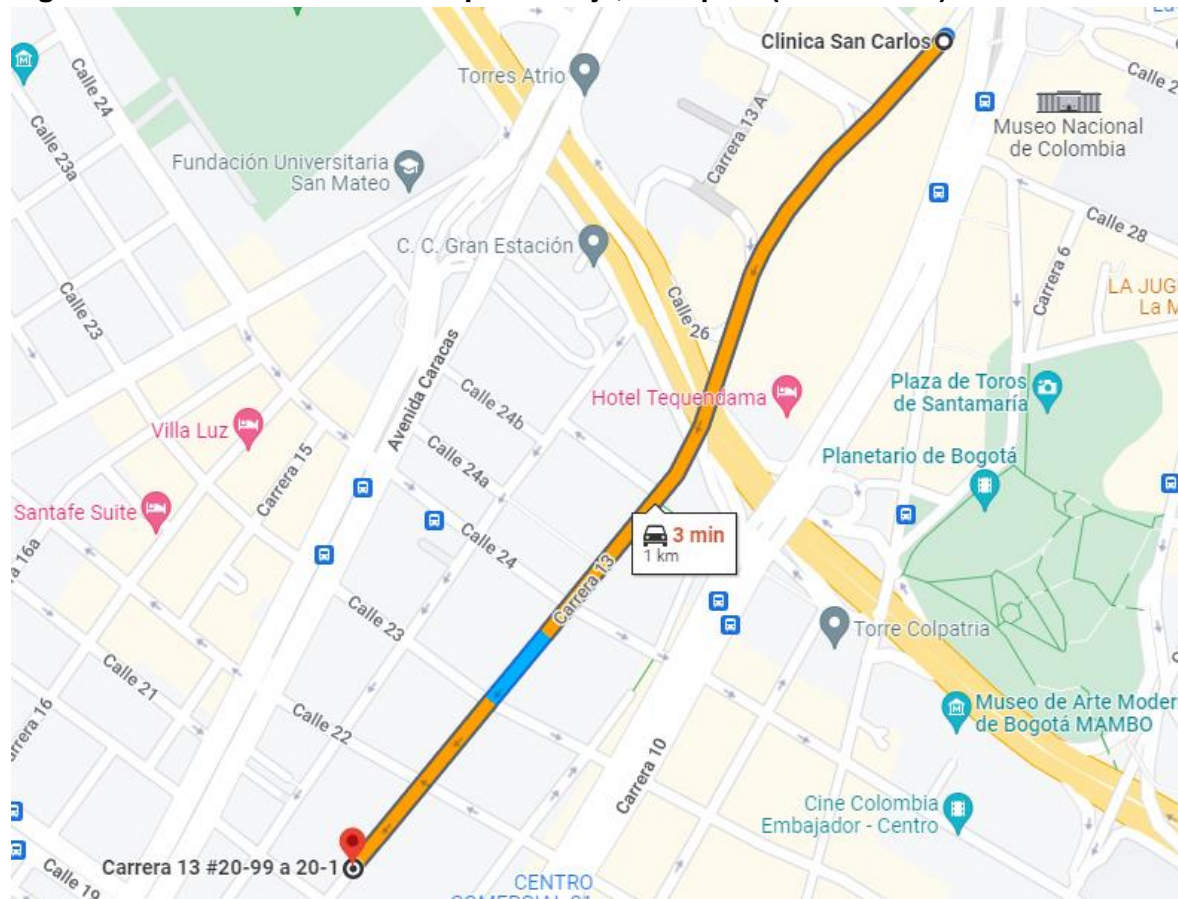 Clinica San Carlos
Torres Atrio
Calle 24
Calle 23a
Carrera 13 A
Museo Nacional
de Colombia
Fundación Universitaria
San Mateo
Calle 28
C. C. Gran Estación
Carrera 6
LA JUG
La M
Calle 23
Calle 26
Avenida Caracas
Plaza de Toros
de Santamaría
Hotel Tequendama
Calle 24b
Villa Luz
Planetario de Bogotá
Calle 24a
Carrera 15
Santafe Suite
3 min
1 km
Calle 24
Carrera 13
Calle 23
Torre Colpatria
Calle 21
Museo de Arte Moder
de Bogotá MAMBO
Calle 22
Carrera 10
Cine Colombia
Embajador - Centro
Carrera 13 #20-99 a 20-1
Calle 19
CENTRO